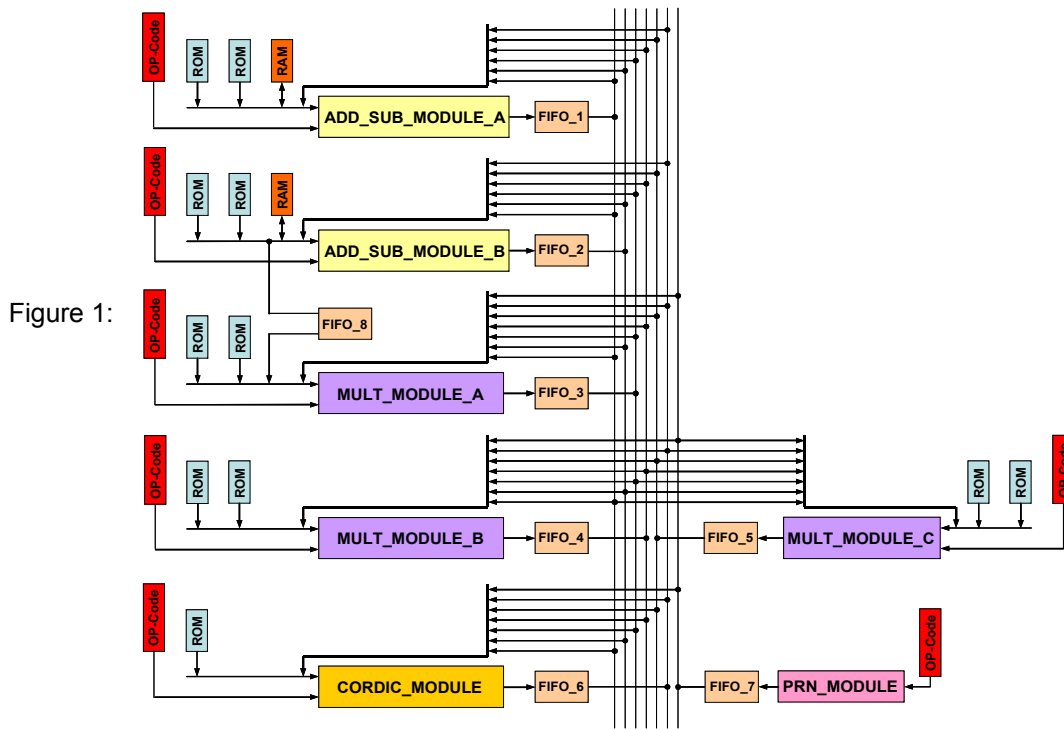 OP-Code
ROM
ROM
RAM
ADD_SUB_MODULE_A
FIFO_1
OP-Code
ROM
ROM
RAM
ADD_SUB_MODULE_B
FIFO_2
Figure 1:
OP-Code
ROM
ROM
FIFO_8
MULT_MODULE_A
FIFO_3
OP-Code
ROM
ROM
MULT_MODULE_B
FIFO_4
FIFO_5
MULT_MODULE_C
ROM
ROM
OP-Code
OP-Code
ROM
CORDIC_MODULE
FIFO_6
FIFO_7
PRN_MODULE
OP-Code